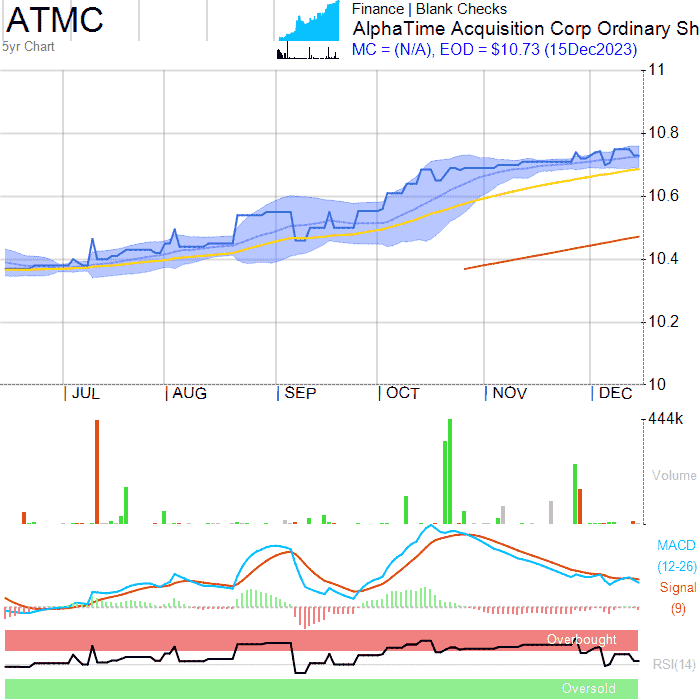 ATMC
5yr Chart
Finance | Blank Checks
AlphaTime Acquisition Corp Ordinary Sh
MC = (N/A), EOD = $10.73 (15Dec2023)
11
10.8
10.6
10.4
10.2
10
JUL AUG SEP OCT NOV DEC
444k
Volume
MACD
(12-26)
Signal
(9)
Overbought
RSI(14)
Oversold